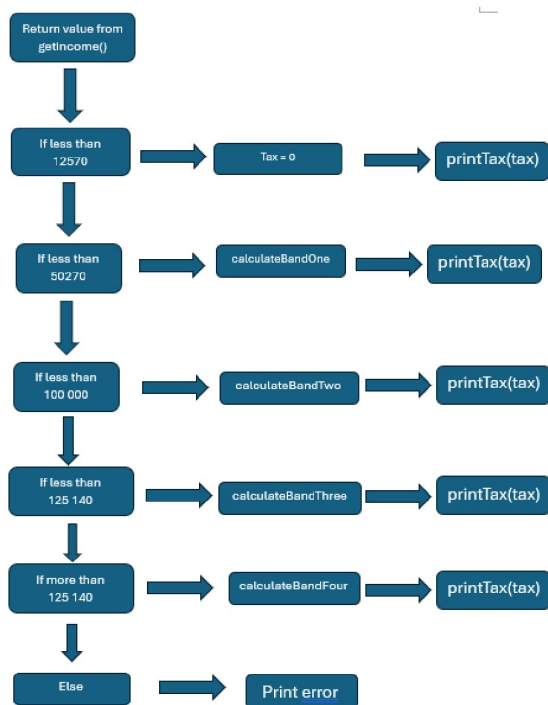 Return value from
getIncome()
If less than
12570
Tax = 0
printTax(tax)
If less than
50270
calculateBandOne
printTax(tax)
If less than
100 000
calculateBandTwo
printTax(tax)
If less than
125 140
calculateBandThree
printTax(tax)
If more than
125 140
calculateBandFour
printTax(tax)
Else
Print error